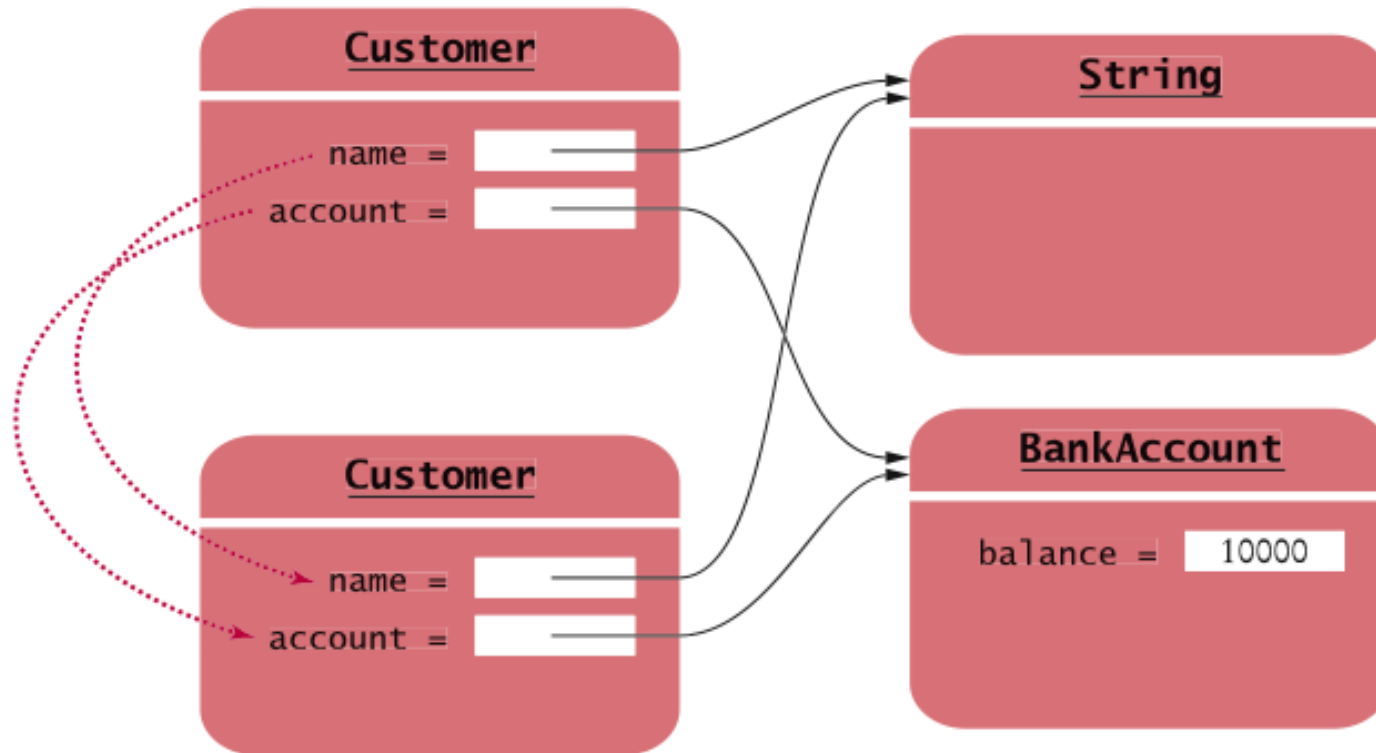 Customer
name =
account =
String
Customer
name =
account =
BankAccount
balance = 10000